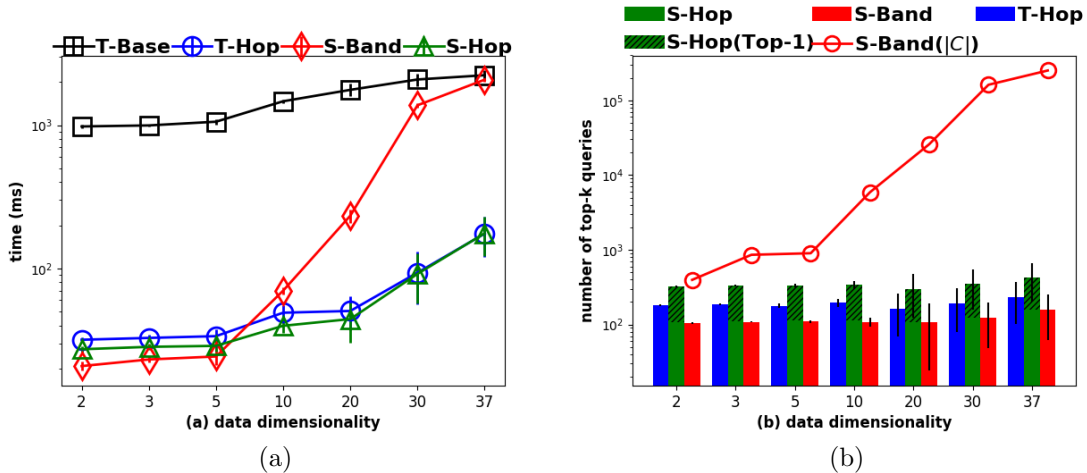 T-Base T-Hop S-Band S-Hop
time (ms)
10^3
10^2
2 3 5 10 20 30 37
(a) data dimensionality
(a)
S-Hop S-Band T-Hop
S-Hop(Top-1) S-Band(|C|)
number of top-k queries
10^5
10^4
10^3
10^2
2 3 5 10 20 30 37
(b) data dimensionality
(b)